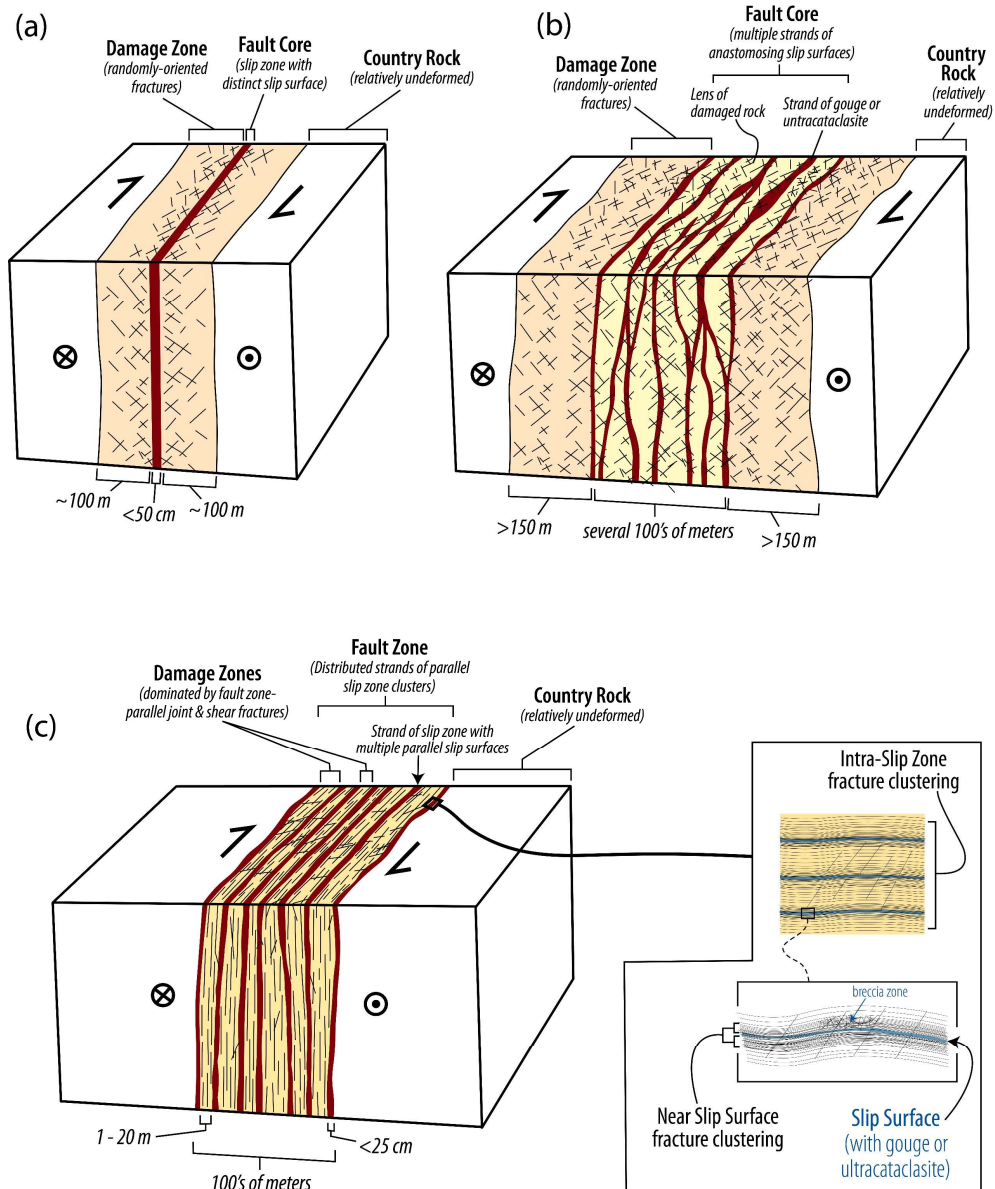 (a)
Damage Zone
(randomly-oriented
fractures)
Fault Core
(slip zone with
distinct slip surface)
Country Rock
(relatively undeformed)
~100 m
<50 cm
~100 m
(b)
Fault Core
(multiple strands of
anastomosing slip surfaces)
Damage Zone
(randomly-oriented
fractures)
Lens of
damaged rock
Strand of gouge or
untracataclasite
Country
Rock
(relatively
undeformed)
>150 m
several 100's of meters
>150 m
(c)
Damage Zones
(dominated by fault zone-
parallel joint & shear fractures)
Fault Zone
(Distributed strands of parallel
slip zone clusters)
Strand of slip zone with
multiple parallel slip surfaces
Country Rock
(relatively undeformed)
1 - 20 m
<25 cm
100's of meters
Intra-Slip Zone
fracture clustering
breccia zone
Near Slip Surface
fracture clustering
Slip Surface
(with gouge or
ultracataclasite)